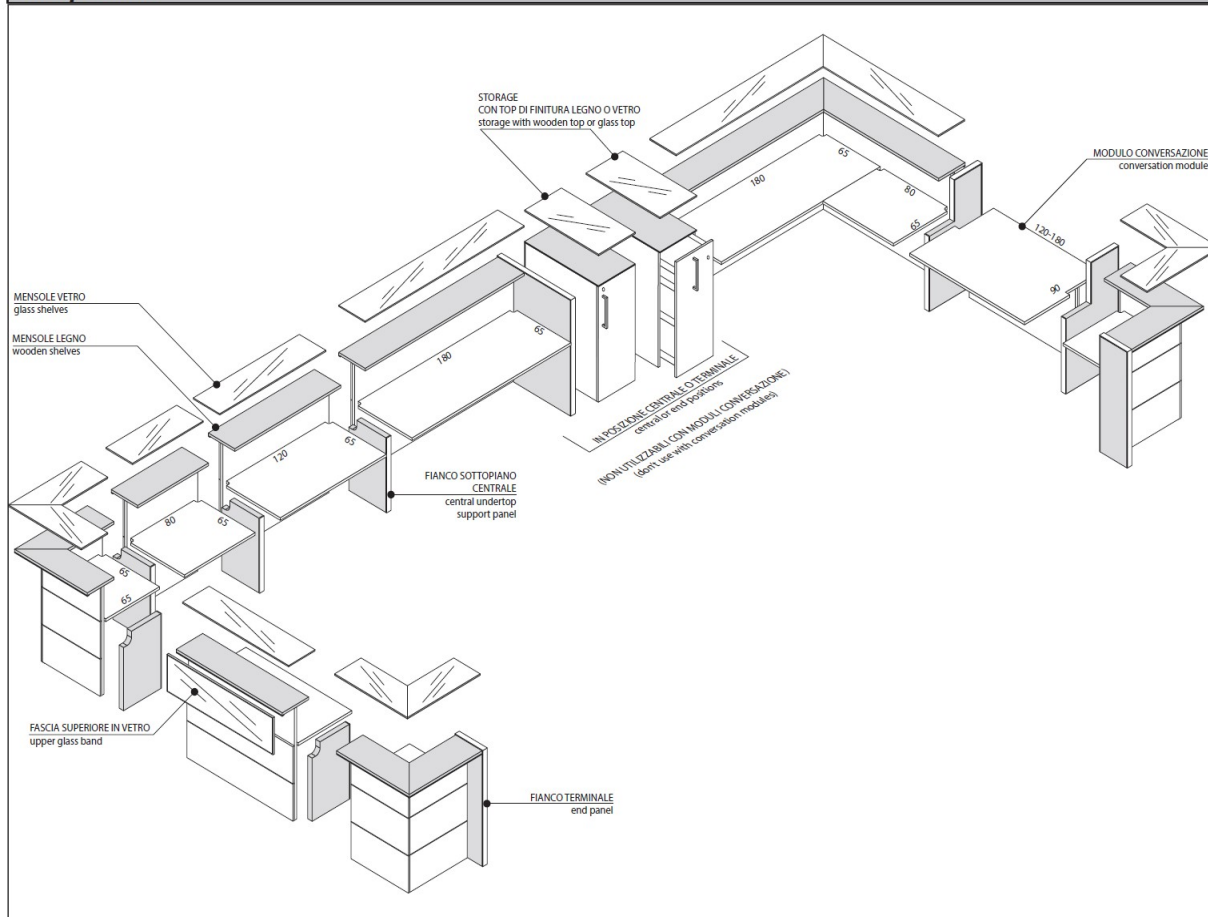 STORAGE
CON TOP DI FINITURA LEGNO O VETRO
storage with wooden top or glass top
MODULO CONVERSAZIONE
conversation module
65
180
80
65
120-180
90
MENSOLE VETRO
glass shelves
MENSOLE LEGNO
wooden shelves
65
180
IN POSIZIONE CENTRALE O TERMINALE
central or end positions
(NON UTILIZZABILI CON MODULI CONVERSAZIONE)
(don't use with conversation modules)
65
120
FIANCO SOTTOPIANO
CENTRALE
central undertop
support panel
80
65
65
65
FASCIA SUPERIORE IN VETRO
upper glass band
FIANCO TERMINALE
end panel